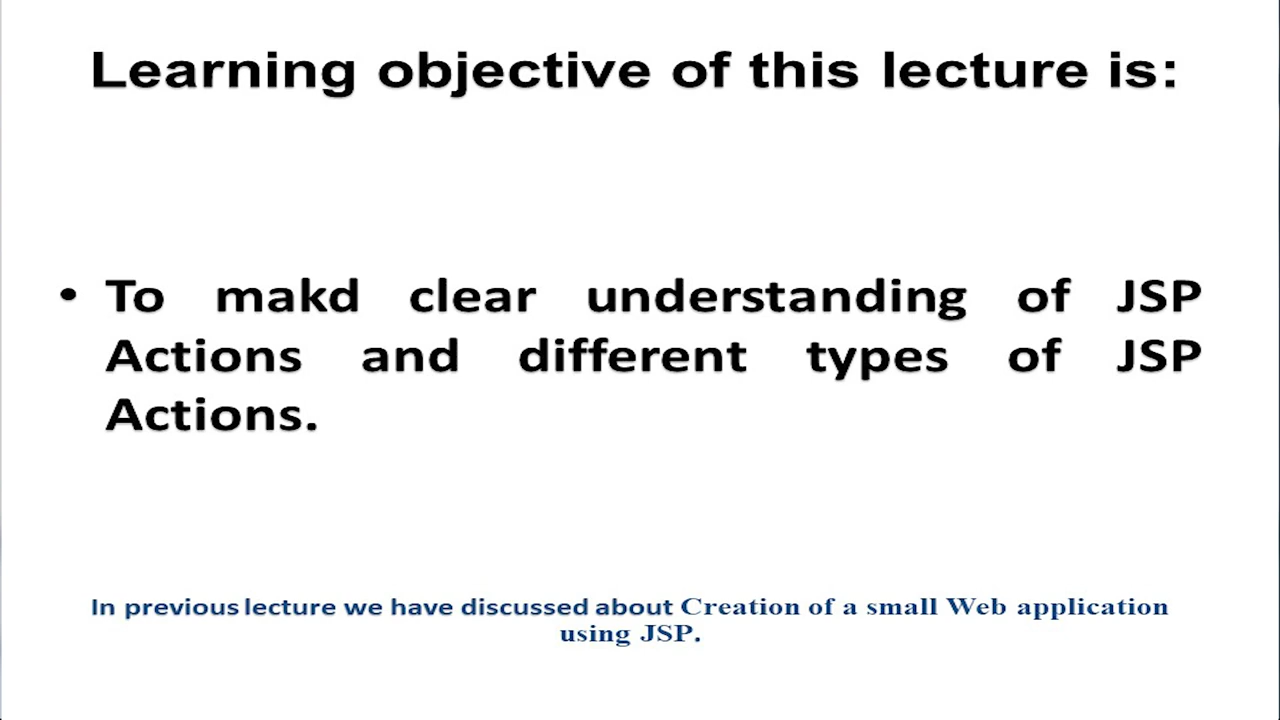 Learning objective of this lecture is:
• To makd clear understanding of JSP
Actions and different types of JSP
Actions.
In previous lecture we have discussed about Creation of a small Web application
using JSP.